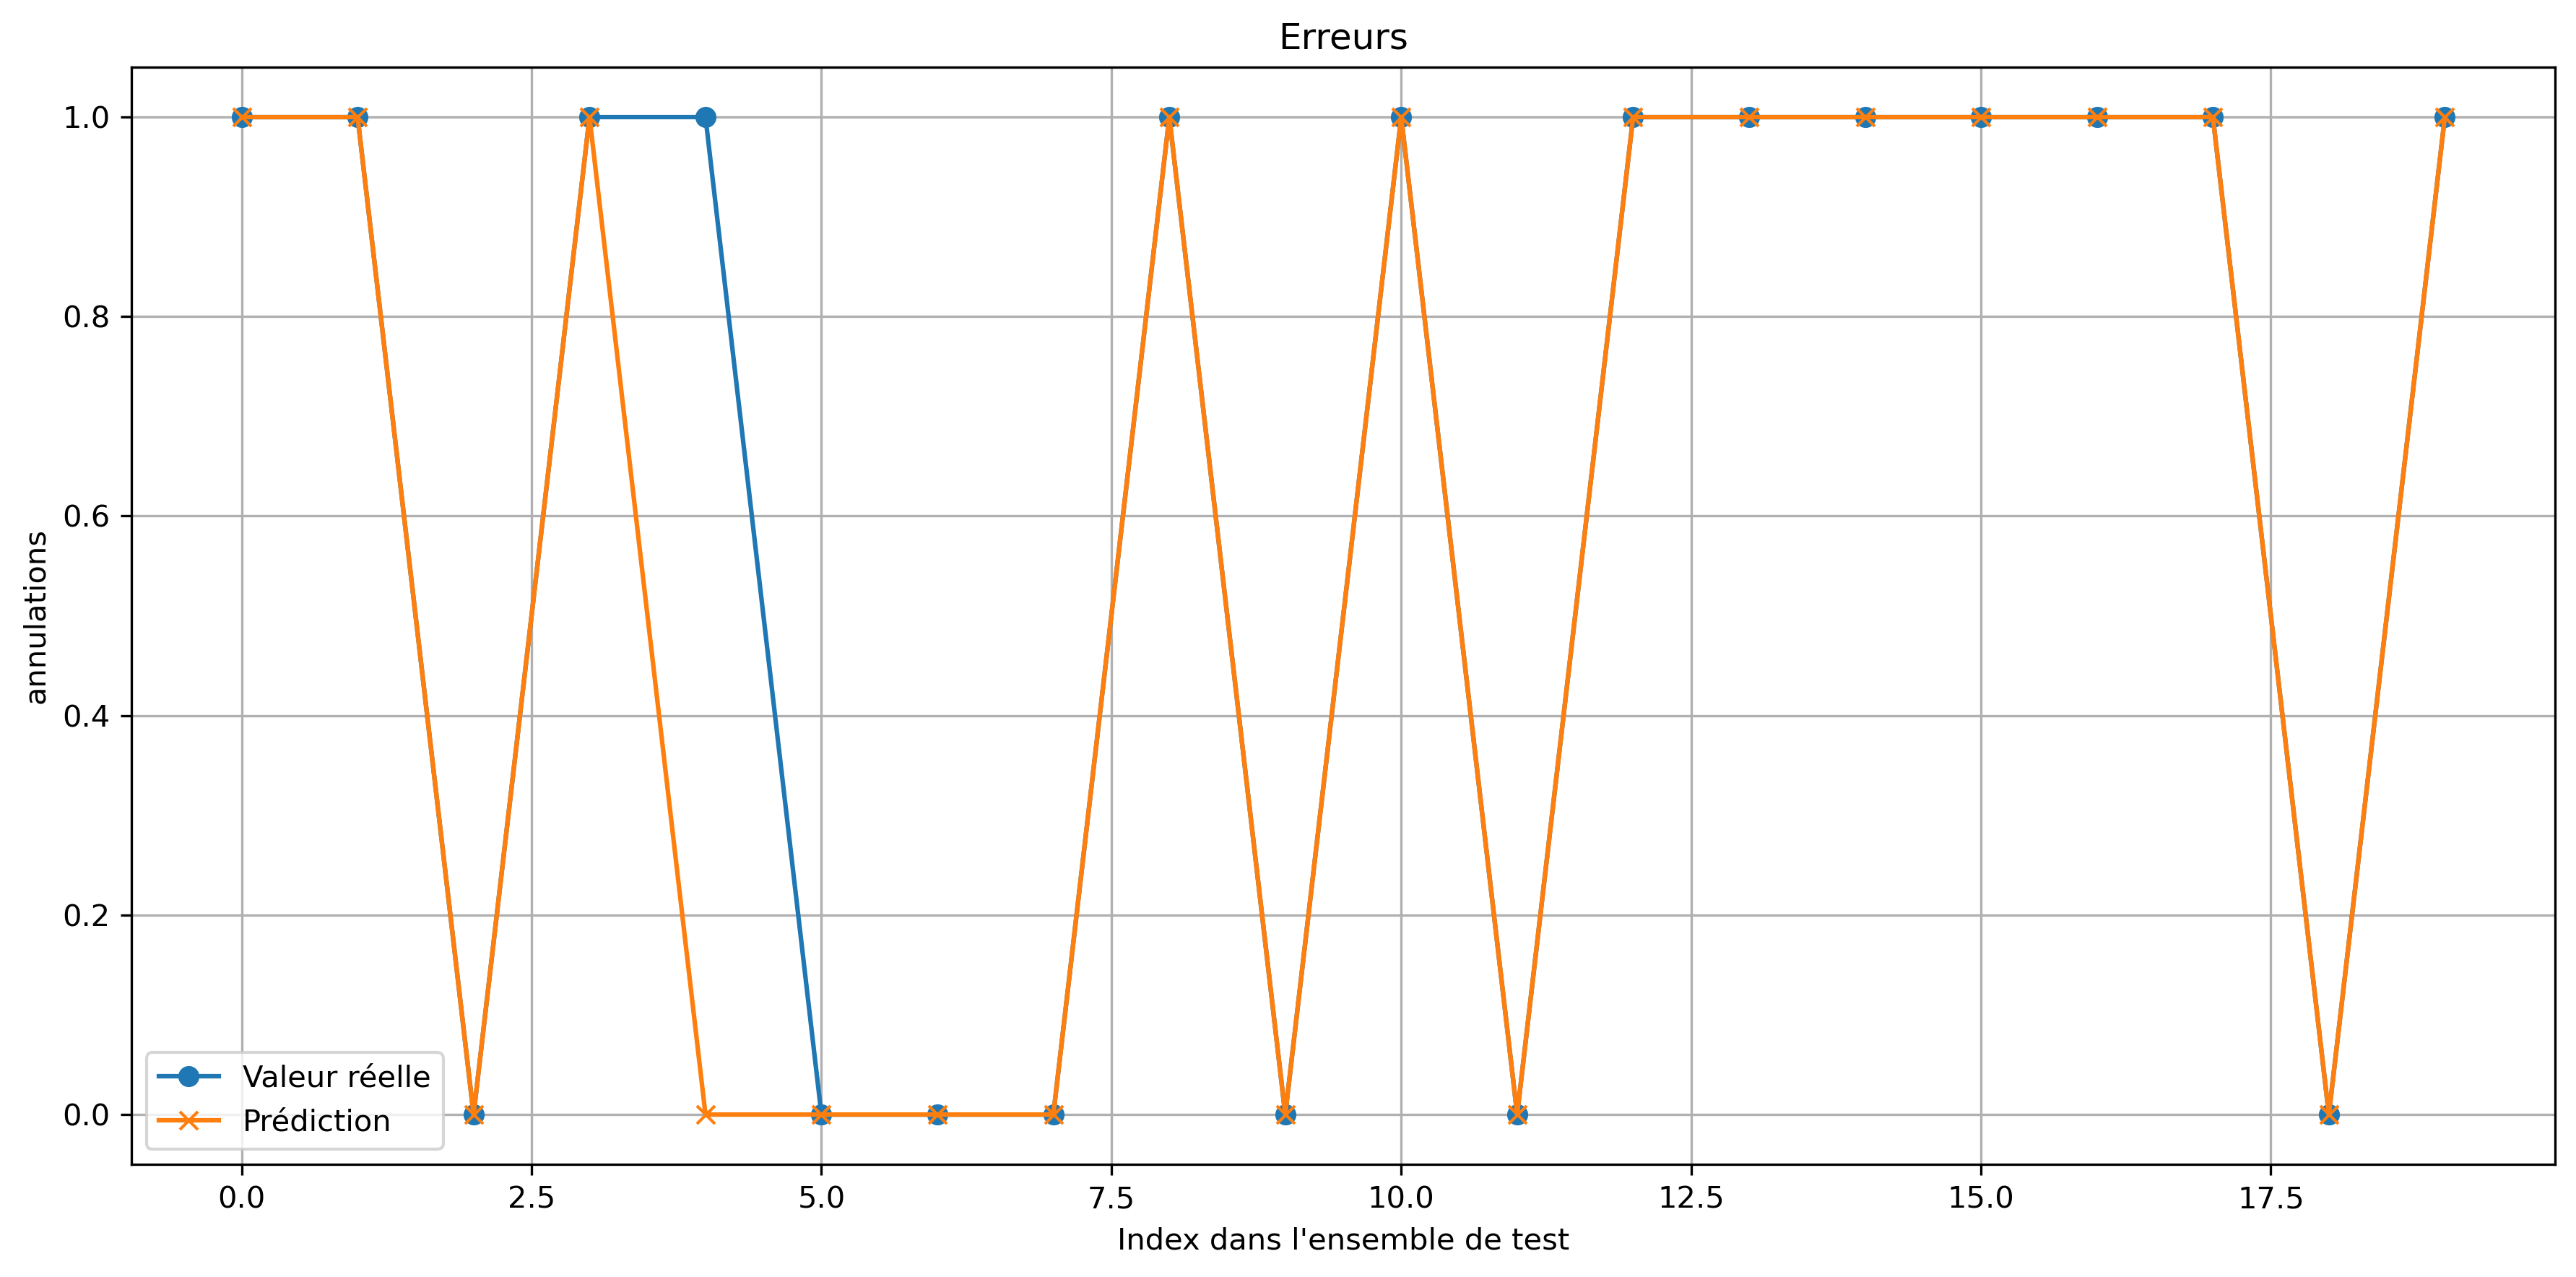 Erreurs
annulations
1.0
0.8
0.6
0.4
0.2
0.0
Valeur réelle
Prédiction
0.0 2.5 5.0 7.5 10.0 12.5 15.0 17.5
Index dans l'ensemble de test